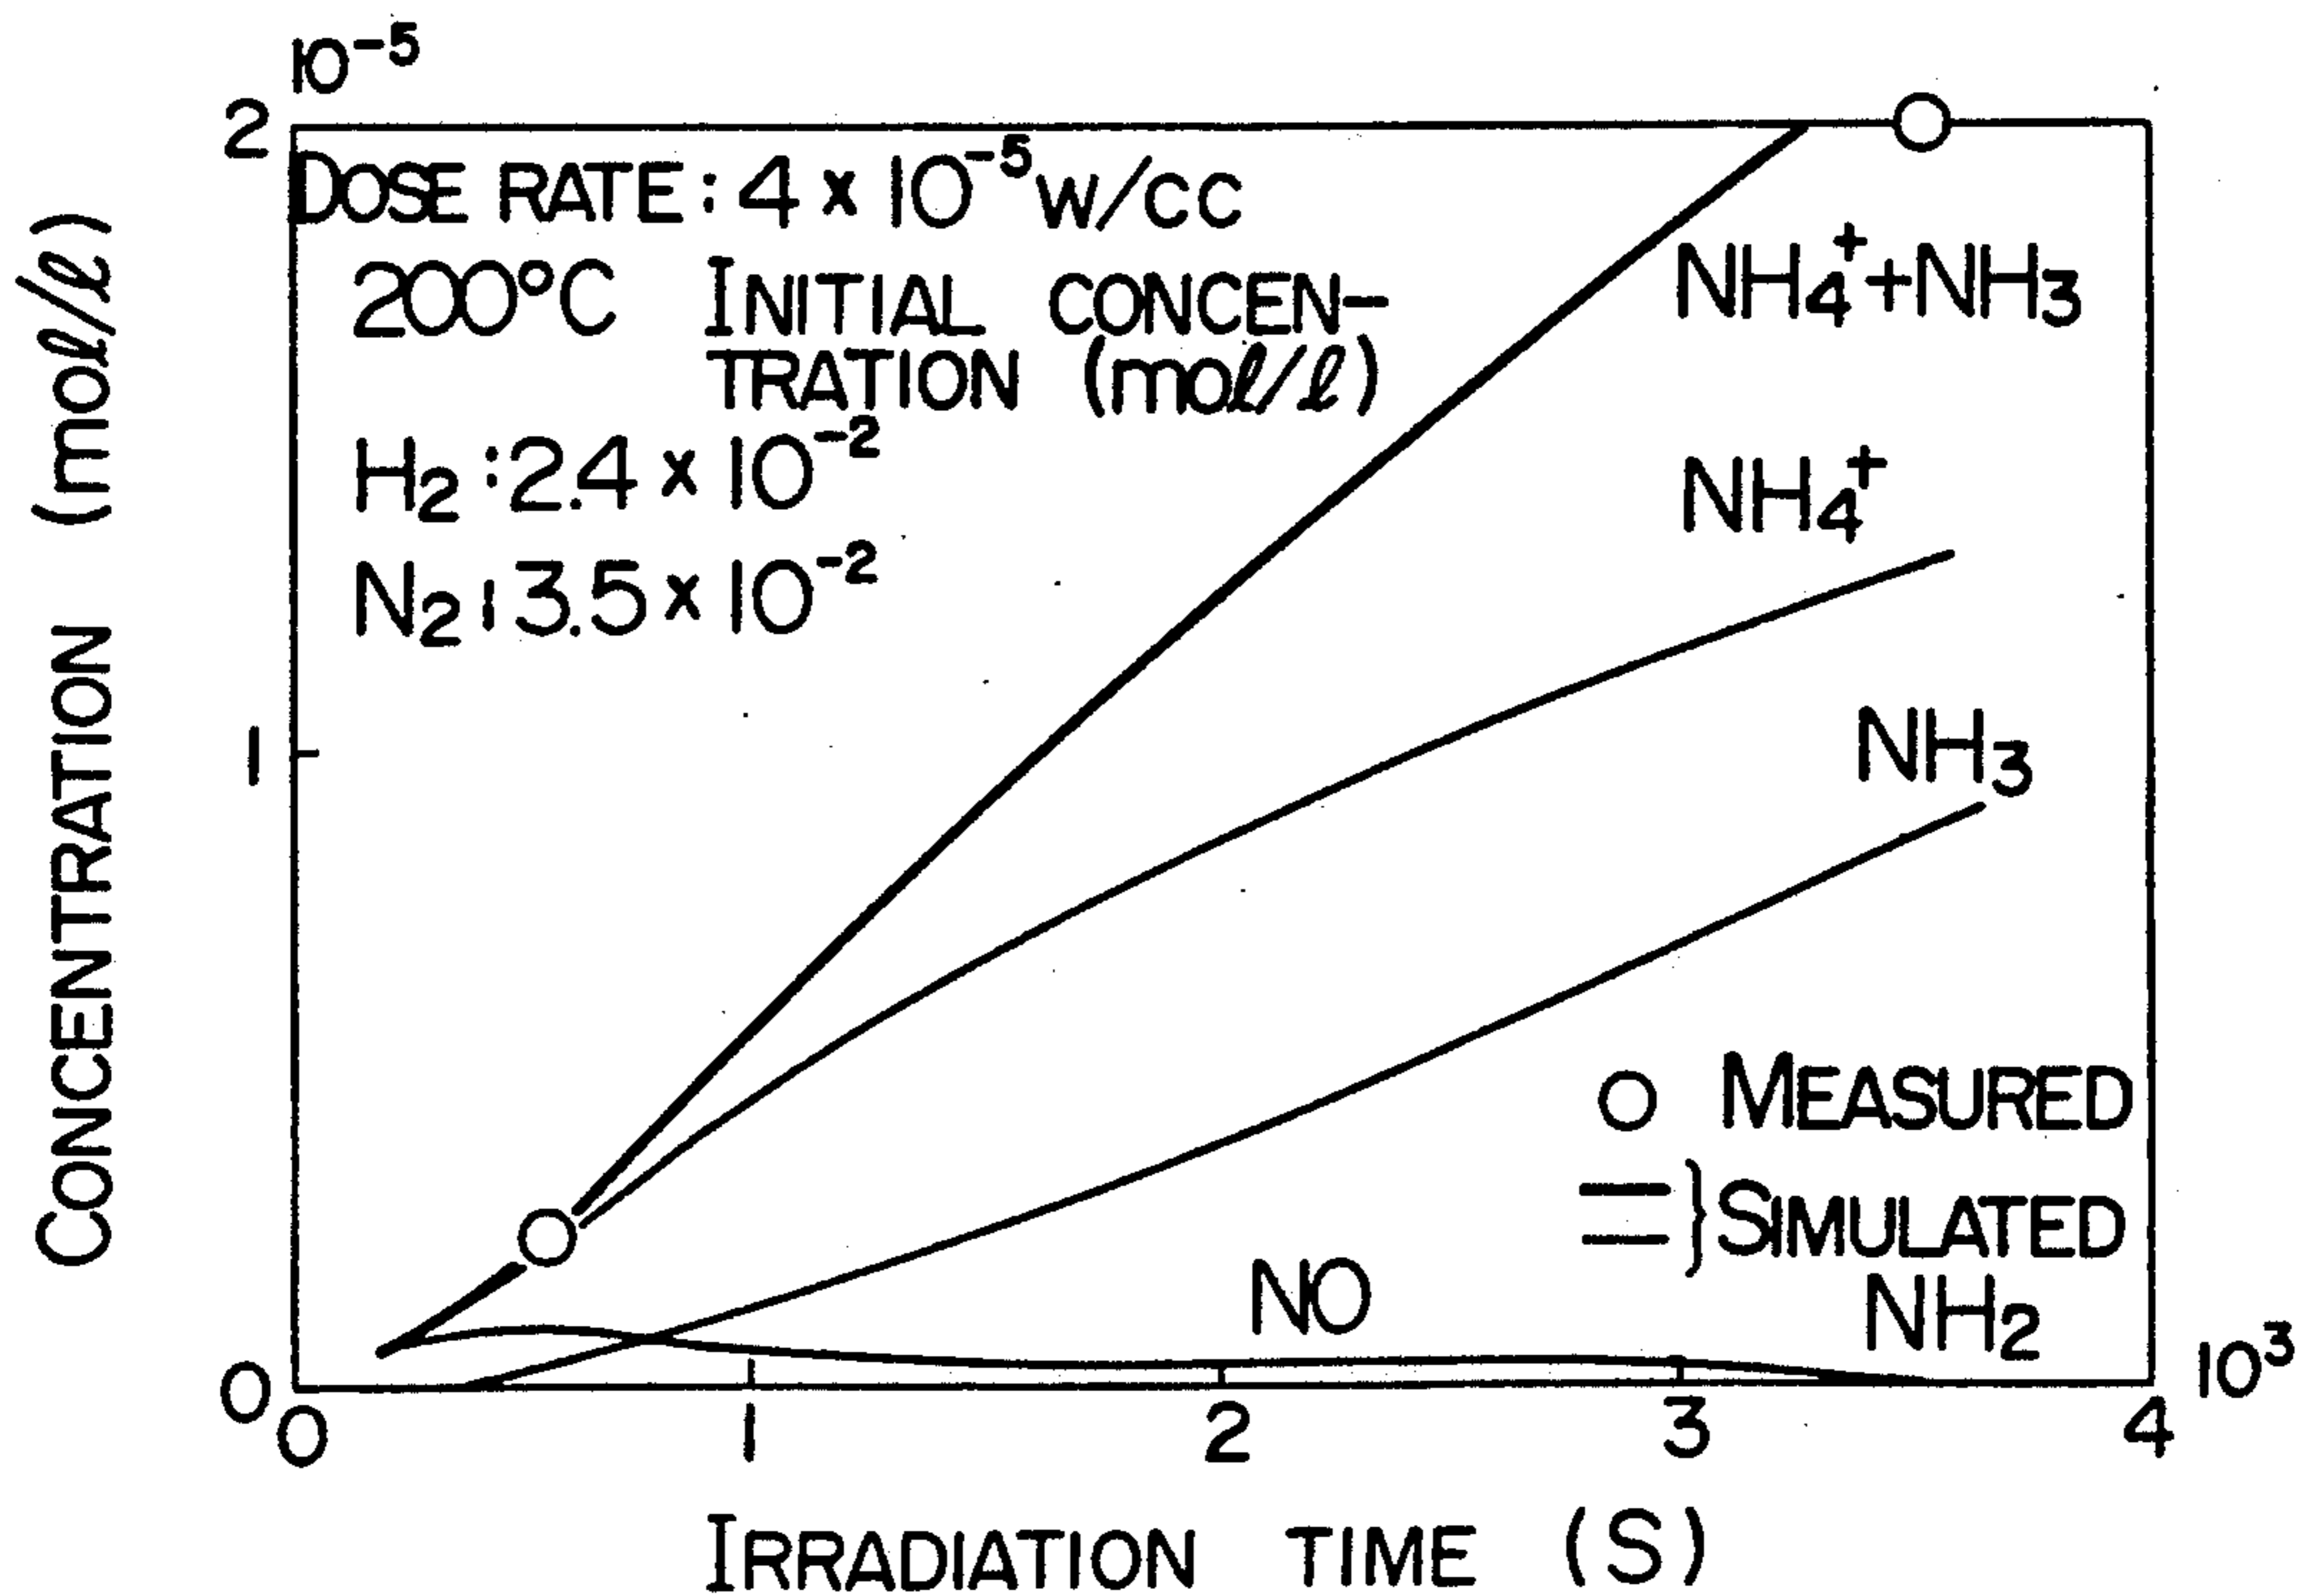 10⁻⁵
2
DOSE RATE: 4 × 10⁻⁵ W/CC
200°C INITIAL CONCEN-
TRATION (mol/l)
H₂ : 2.4 × 10⁻²
N₂ : 3.5 × 10⁻²
NH₄⁺+NH₃
NH₄⁺
NH₃
CONCENTRATION (mol/l)
1
O MEASURED
} SIMULATED
NO
NH₂
0
0 1 2 3 4 10³
IRRADIATION TIME (S)